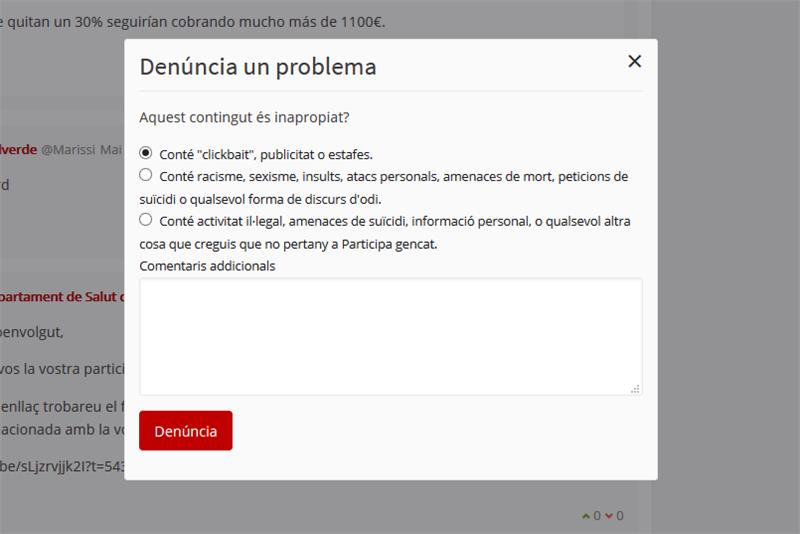 e quitan un 30% seguirían cobrando mucho más de 1100€.
Denúncia un problema
×
Aquest contingut és inapropiat?
lverde @Marissi Mai
Conté "clickbait", publicitat o estafes.
Conté racisme, sexisme, insults, atacs personals, amenaces de mort, peticions de
rd
suïcidi o qualsevol forma de discurs d'odi.
Conté activitat il·legal, amenaces de suïcidi, informació personal, o qualsevol altra
cosa que creguis que no pertany a Participa gencat.
Comentaris addicionals
partament de Salut
benvolgut,
vos la vostra partici
enllaç trobareu el f
acionada amb la vo
Denúncia
be/sLjzrvjjk2I?t=543
0 0